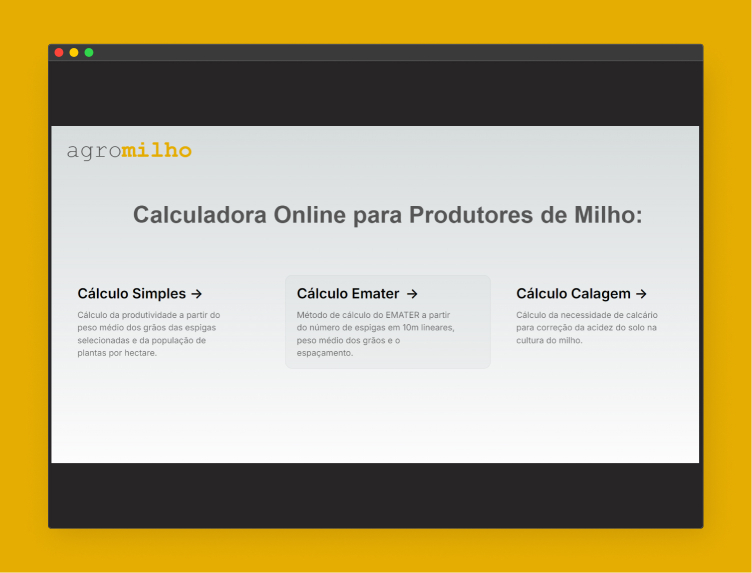 agromilho
Calculadora Online para Produtores de Milho:
Cálculo Simples →
Cálculo da produtividade a partir do
peso médio dos grãos das espigas
selecionadas e da população de
plantas por hectare.
Cálculo Emater →
Método de cálculo do EMATER a partir
do número de espigas em 10m lineares,
peso médio dos grãos e o
espaçamento.
Cálculo Calagem →
Cálculo da necessidade de calcário
para correção da acidez do solo na
cultura do milho.